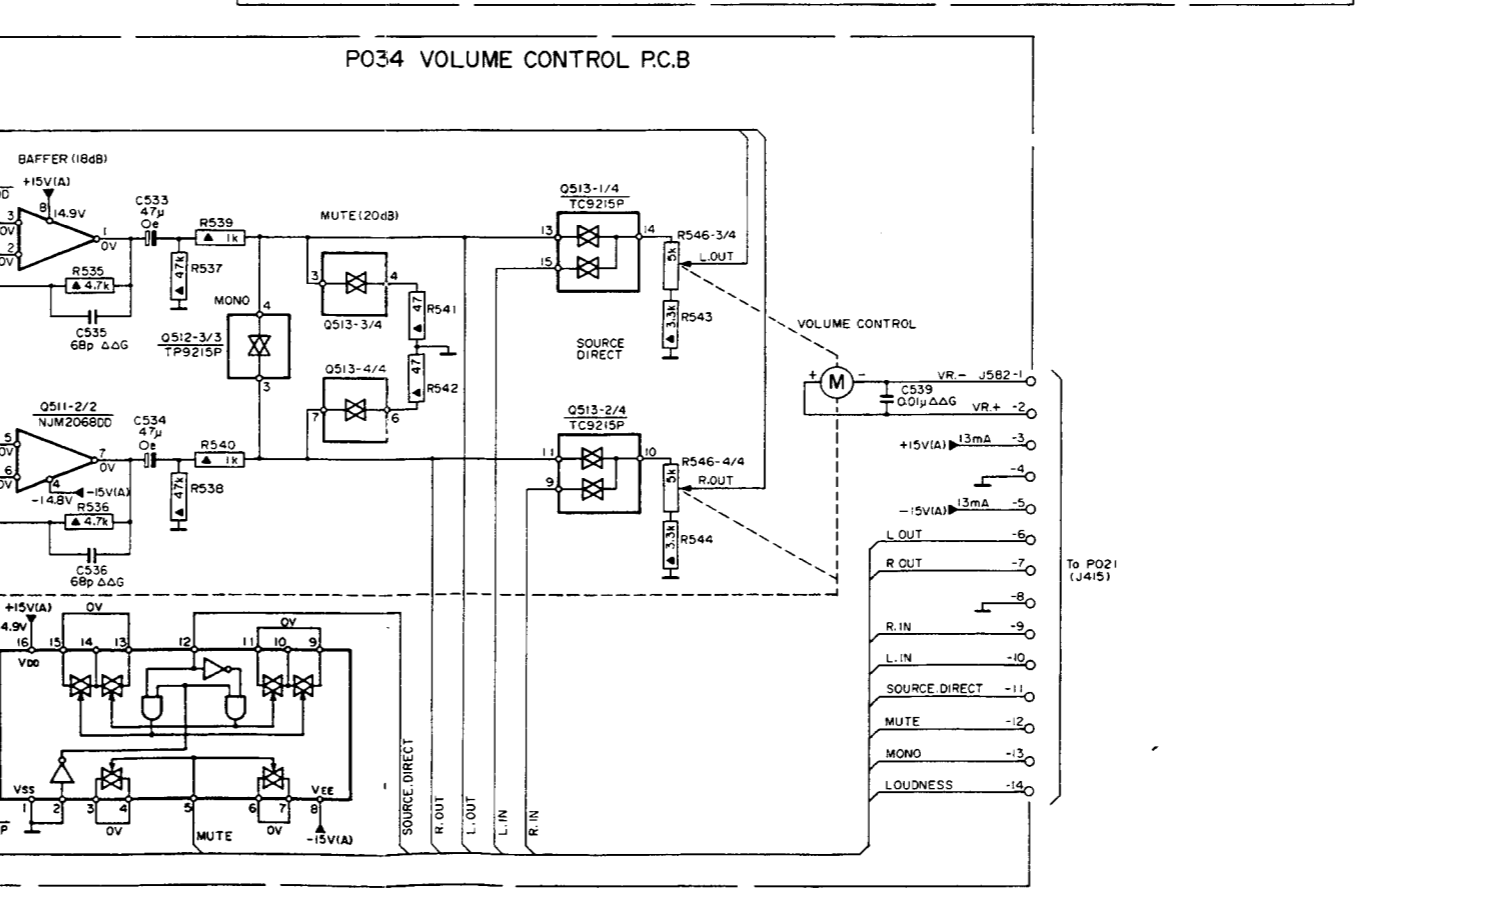 P034 VOLUME CONTROL P.C.B
BAFFER (18dB)
+15V(A)
8
14.9V
3
0V
2
0V
1
0V
C533
47µ
Oe
R539
1k
47k
R537
R535
4.7k
C535
68p ΔΔG
MONO
4
Q512-3/3
TP9215P
3
MUTE (20dB)
3
4
Q513-3/4
47
R541
Q513-4/4
47
R542
7
6
Q513-1/4
TC9215P
13
14
15
R546-3/4
5k
L.OUT
3.3k
R543
SOURCE
DIRECT
VOLUME CONTROL
+
M
-
C539
0.01µ ΔΔG
VR.- J582-1
VR.+ -2
+15V(A) 13mA -3
-4
-15V(A) 13mA -5
L OUT -6
R OUT -7
-8
R.IN -9
L.IN -10
SOURCE.DIRECT -11
MUTE -12
MONO -13
LOUDNESS -14
To P021
(J415)
Q511-2/2
NJM2068DD
5
0V
6
0V
7
0V
4
-15V(A)
-14.8V
C534
47µ
Oe
R540
1k
47k
R538
R536
4.7k
C536
68p ΔΔG
Q513-2/4
TC9215P
11
10
9
R546-4/4
5k
R.OUT
3.3k
R544
+15V(A)
4.9V
0V
0V
16 15 14 13 12 11 10 9
VDD
VSS
VEE
1 2 3 4 5 6 7 8
0V
0V
P
MUTE
-15V(A)
SOURCE.DIRECT
R.OUT
L.OUT
L.IN
R.IN